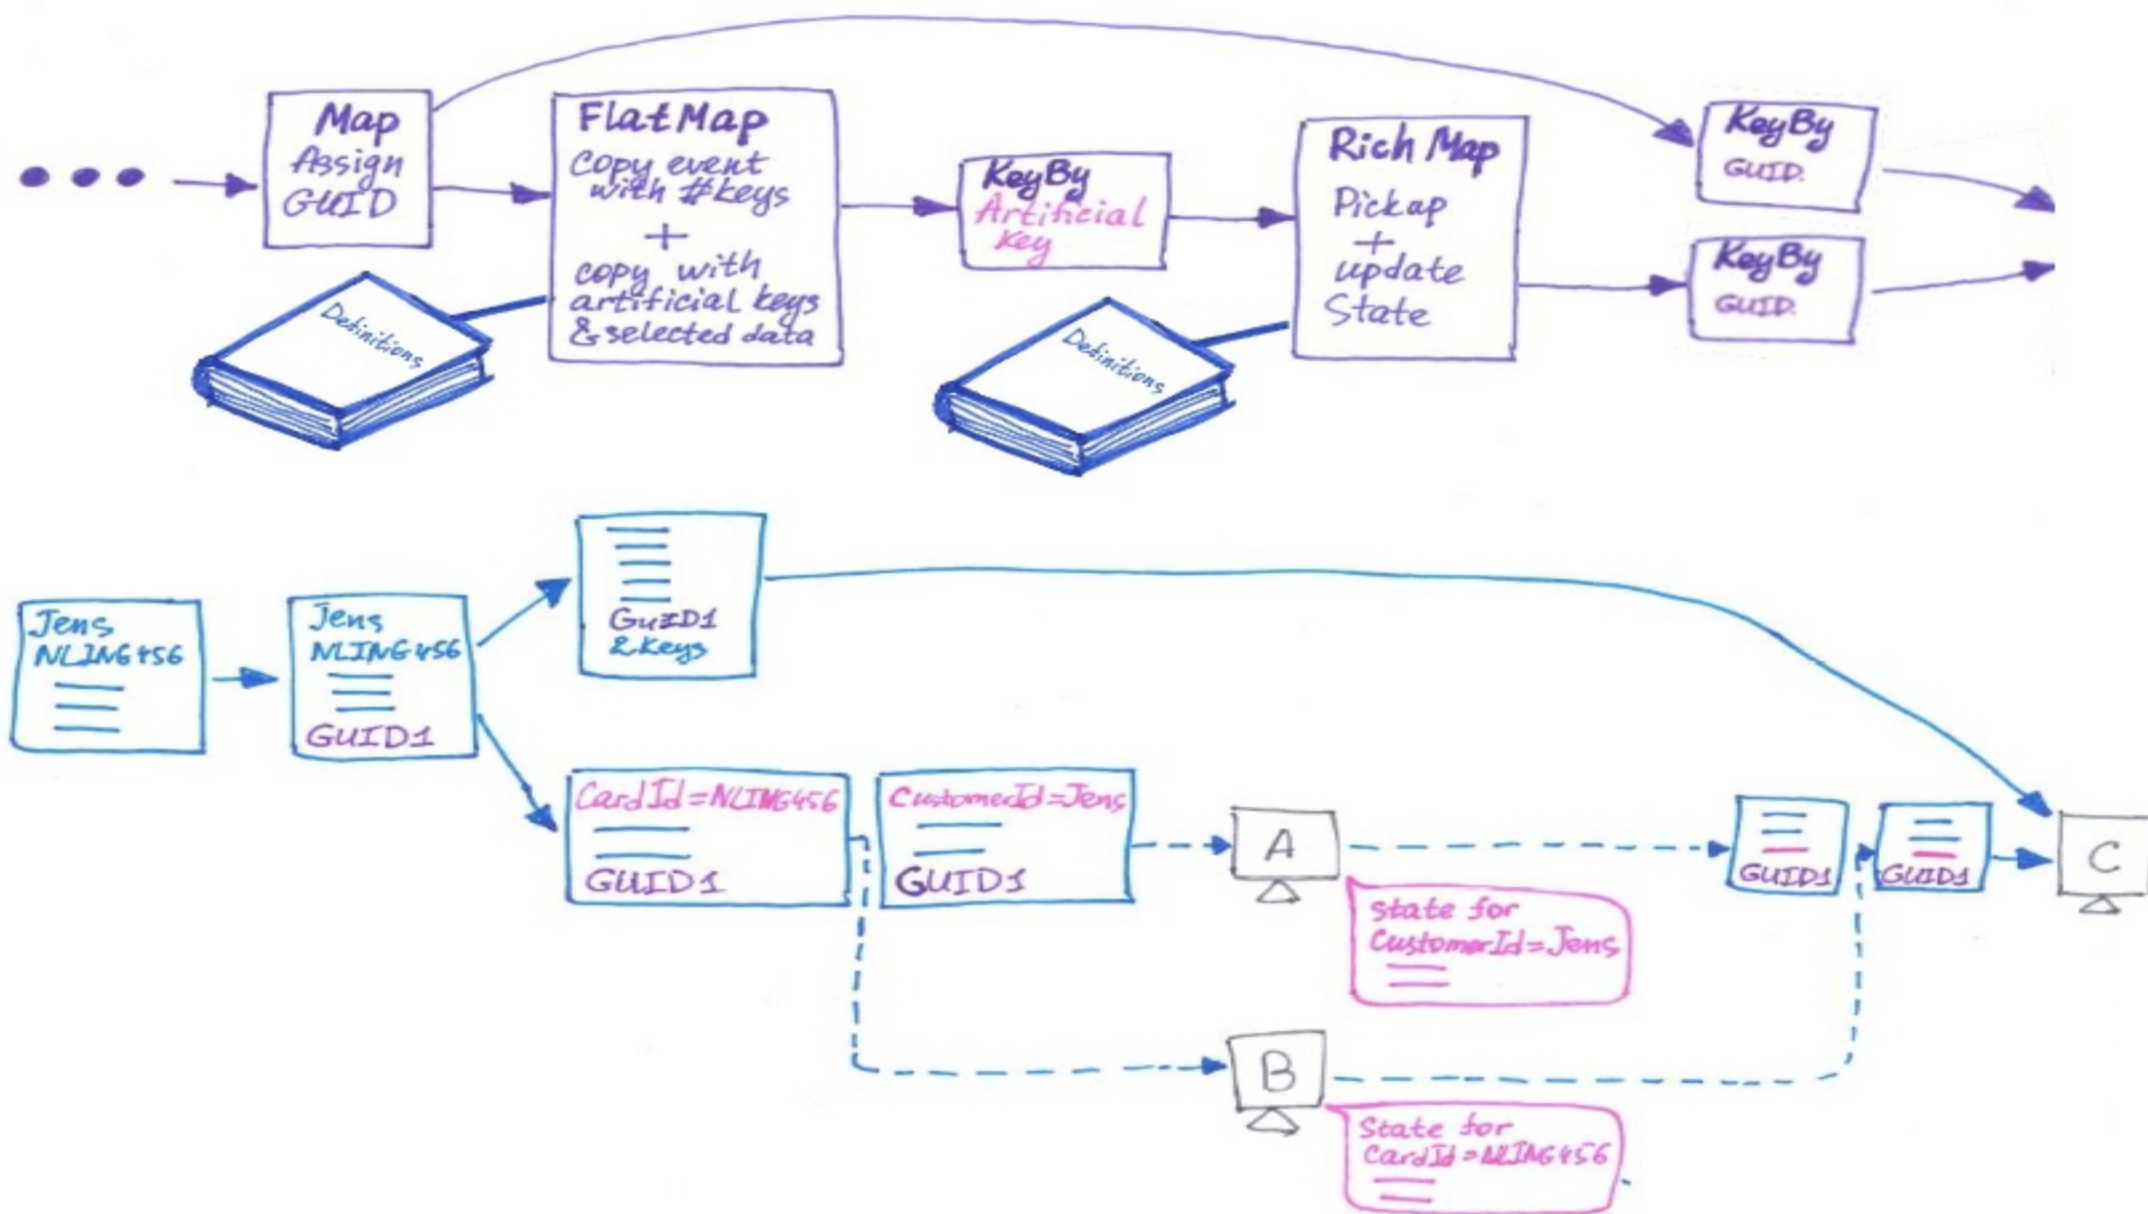 Map
Assign
GUID
FlatMap
Copy event
with #keys
+
copy with
artificial keys
& selected data
KeyBy
Artificial
Key
Rich Map
Pickup
+
update
State
KeyBy
GUID.
KeyBy
GUID.
Definitions
Definitions
Jens
NLING456
Jens
NLING456
GUID1
GUID1
& Keys
CardId=NLING456
GUID1
CustomerId=Jens
GUID1
A
state for
CustomerId=Jens
B
State for
CardId=NLING456
GUID1
GUID1
C